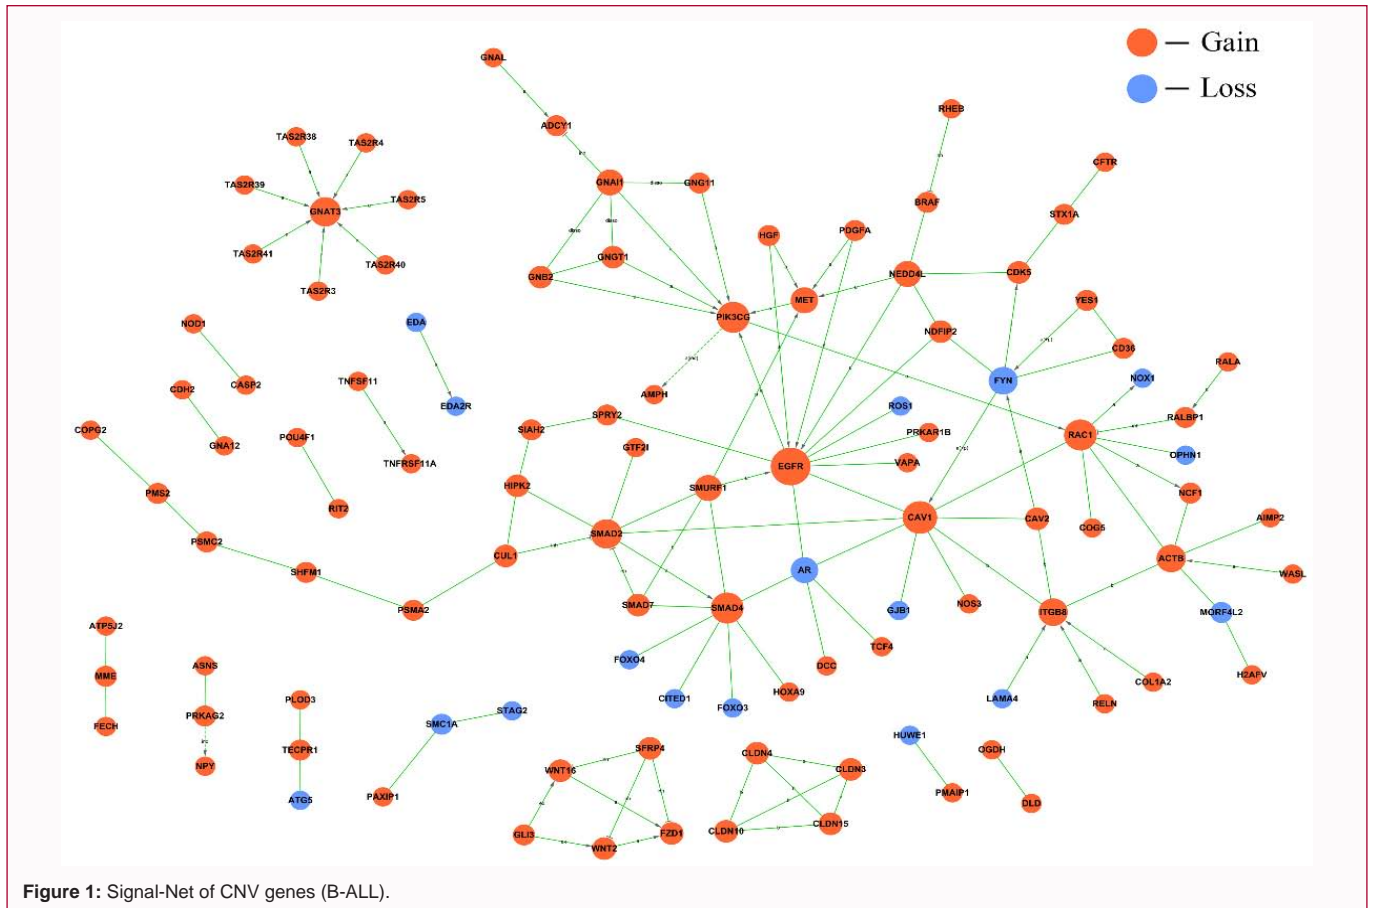 — Gain
— Loss
GNAL
RHEB
ADCY1
TAS2R38
TAS2R4
CFTR
TAS2R39
GNAI1
GNG11
TAS2R5
BRAF
GNAT3
STX1A
HGF
PDGFA
TAS2R41
TAS2R40
GNGT1
GNB2
NEDD4L
CDK5
TAS2R3
MET
YES1
PIK3CG
NOD1
EDA
NDFIP2
CD36
RALA
CASP2
CDH2
TNFSF11
FYN
NOX1
AMPH
EDA2R
ROS1
SPRY2
RALBP1
COPG2
SIAH2
PRKAR1B
RAC1
GNA12
POU4F1
GTF2I
OPHN1
TNFRSF11A
EGFR
VAPA
PMS2
HIPK2
SMURF1
NCF1
RIT2
CAV1
CAV2
COG5
AIMP2
PSMC2
SMAD2
CUL1
ACTB
SHFM1
AR
WASL
PSMA2
SMAD7
SMAD4
GJB1
NOS3
ITGB8
MORF4L2
ATP5J2
TCF4
FOXO4
DCC
ASNS
MME
H2AFV
COL1A2
CITED1
HOXA9
LAMA4
RELN
PLOD3
FOXO3
STAG2
PRKAG2
FECH
SMC1A
HUWE1
TECPR1
SFRP4
CLDN4
OGDH
NPY
WNT16
CLDN3
ATG5
PAXIP1
PMAIP1
DLD
GLI3
FZD1
CLDN10
CLDN15
WNT2
Figure 1: Signal-Net of CNV genes (B-ALL).